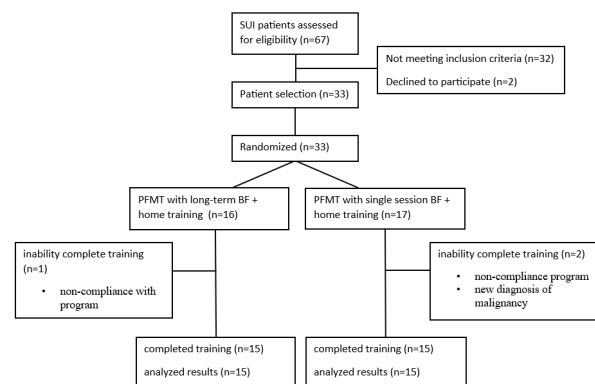 SUI patients assessed
for eligibility (n=67)
Not meeting inclusion criteria (n=32)
Declined to participate (n=2)
Patient selection (n=33)
Randomized (n=33)
PFMT with long-term BF +
home training (n=16)
PFMT with single session BF +
home training (n=17)
inability complete training
(n=1)
• non-compliance with
program
inability complete training (n=2)
• non-compliance program
• new diagnosis of
malignancy
completed training (n=15)
analyzed results (n=15)
completed training (n=15)
analyzed results (n=15)